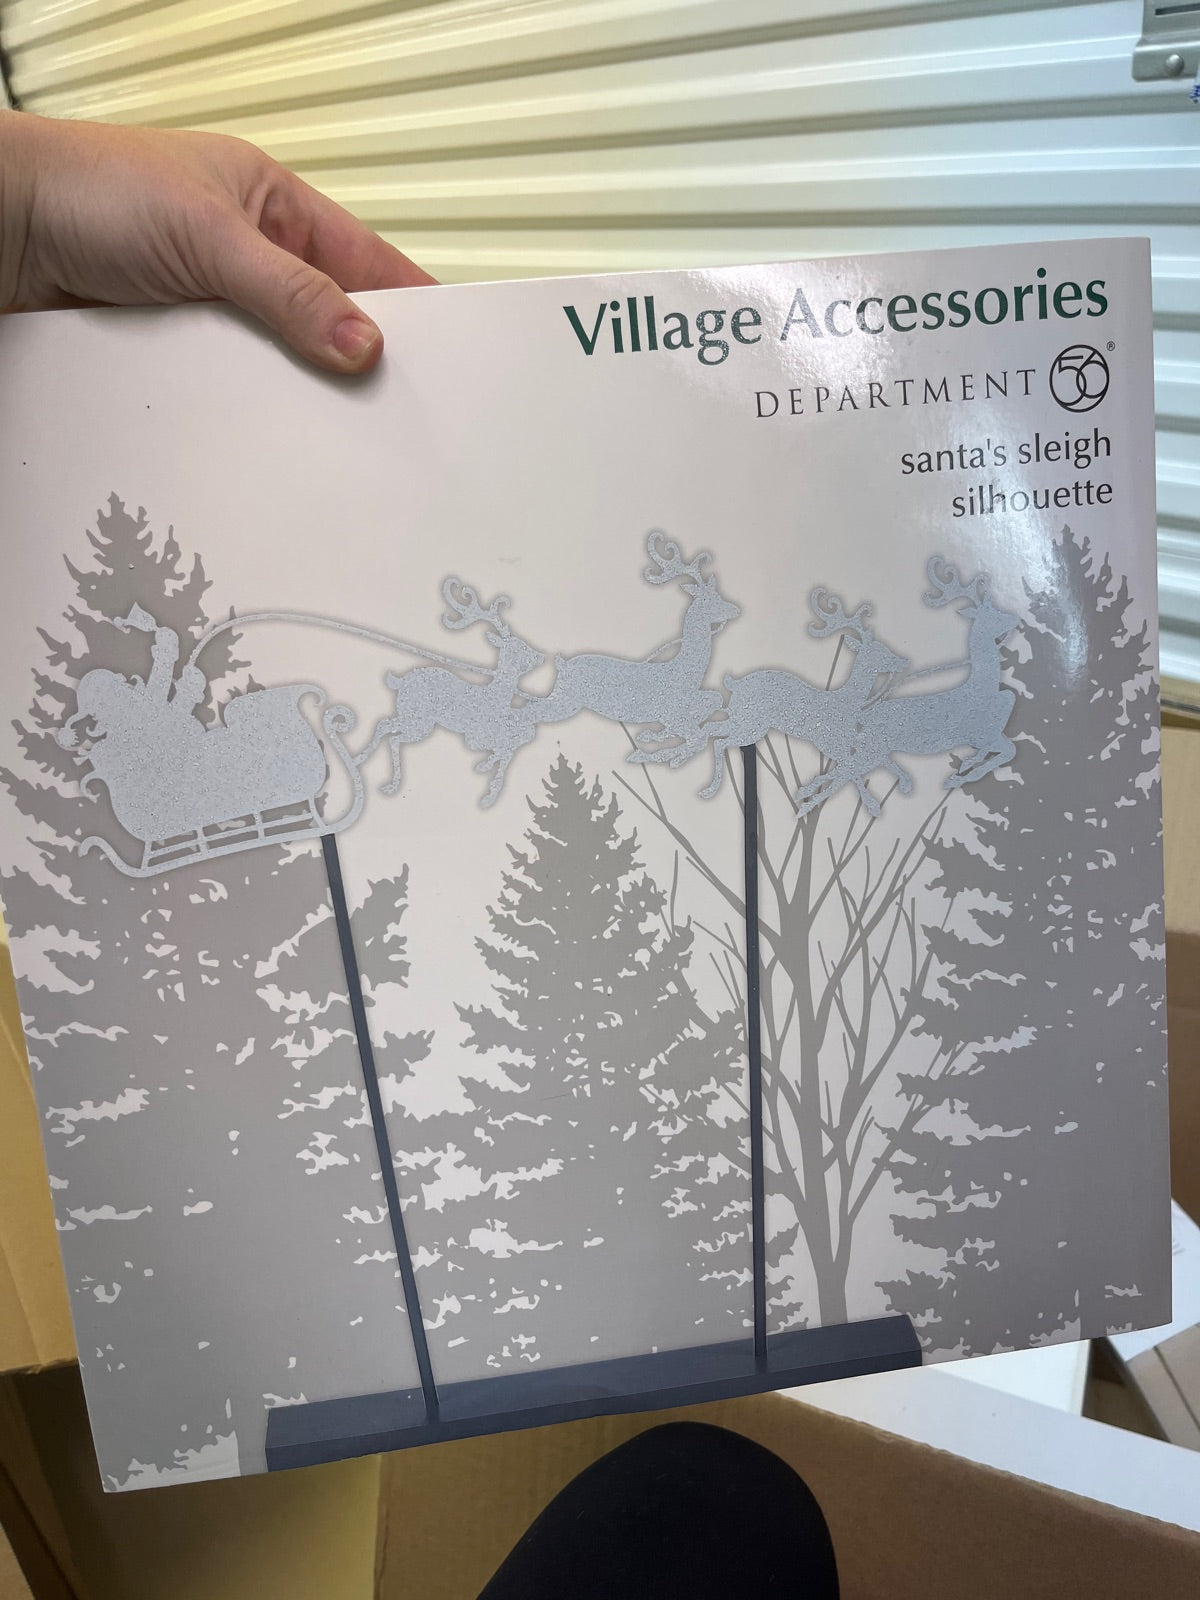 Village Accessories
DEPARTMENT 56®
santa's sleigh
silhouette